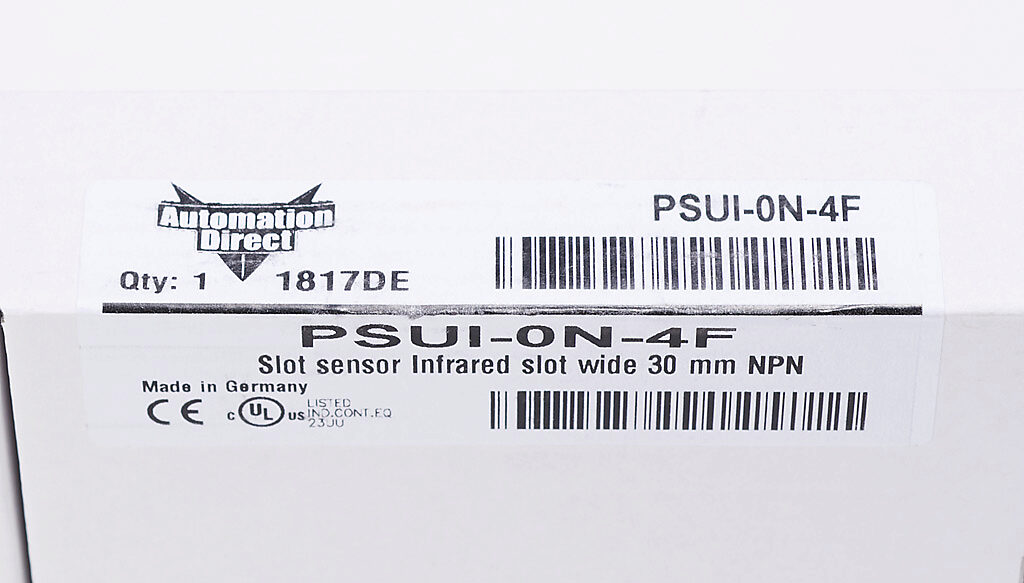 Automation
Direct
PSUI-0N-4F
Qty: 1 1817DE
PSUI-0N-4F
Slot sensor Infrared slot wide 30 mm NPN
Made in Germany
CE c UL US LISTED
IND.CONT.EQ
23UU